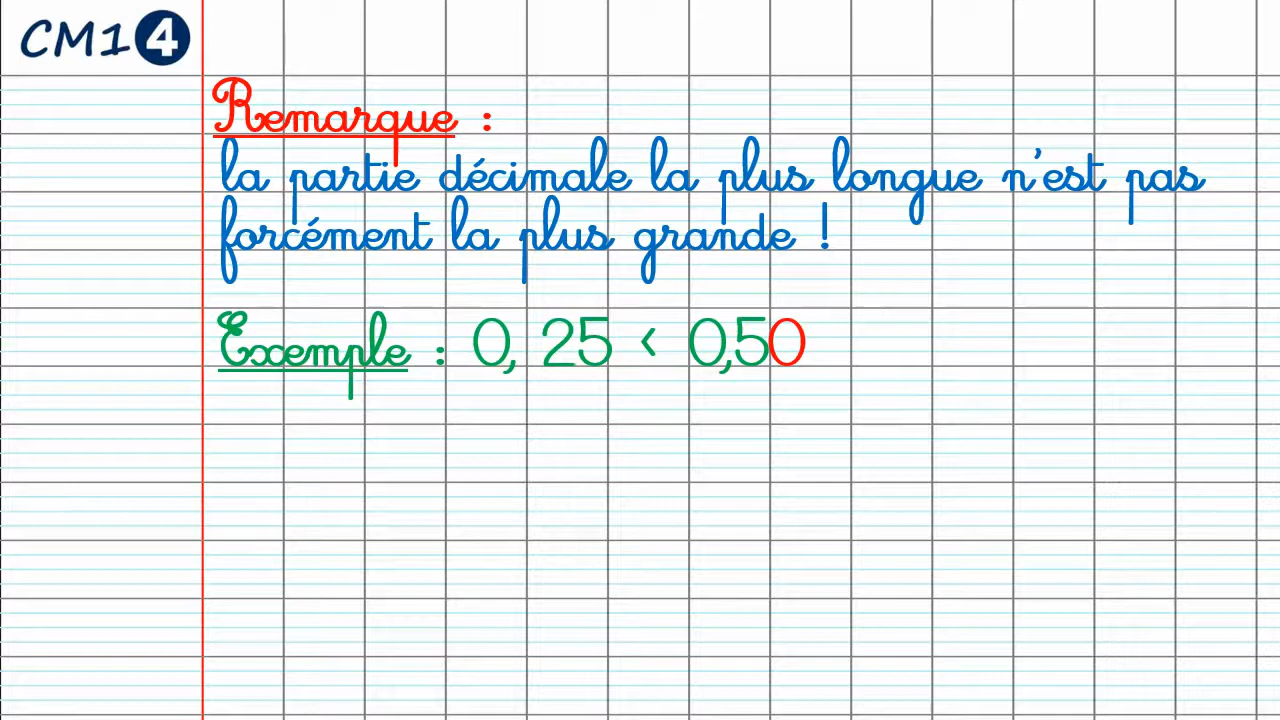 CM1 4
Remarque :
la partie décimale la plus longue n'est pas
forcément la plus grande !
Exemple : 0, 25 < 0,50